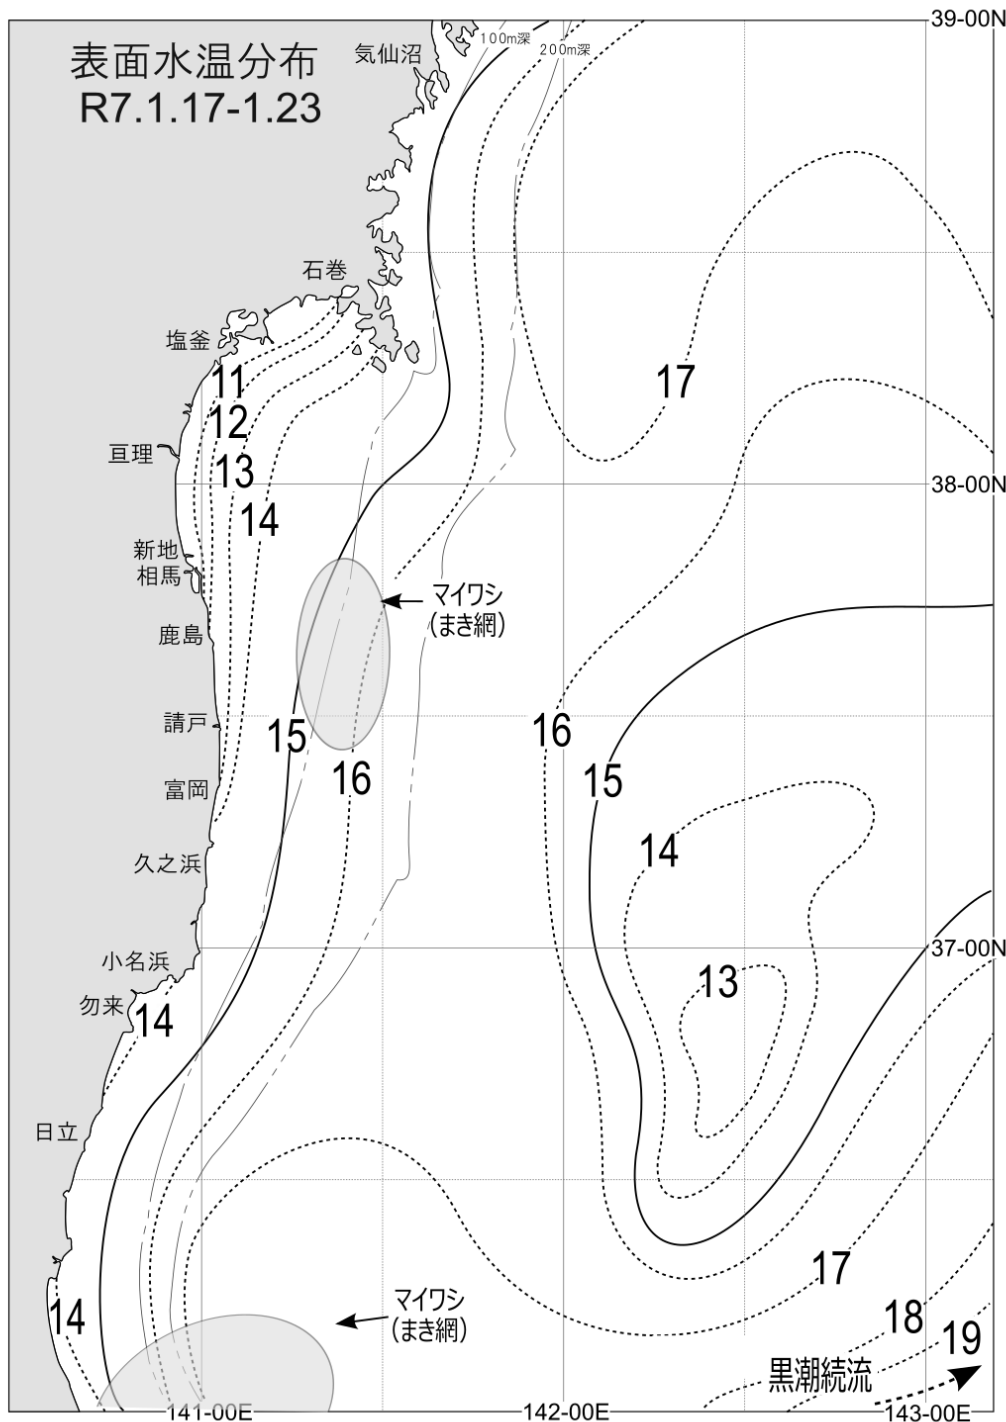 39-00N
100m深
200m深
気仙沼
表面水温分布
R7.1.17-1.23
石巻
塩釜
11
17
12
亘理
13
38-00N
14
新地
相馬
マイワシ
(まき網)
鹿島
請戸
15
16
16
15
富岡
14
久之浜
37-00N
小名浜
13
勿来
14
日立
17
マイワシ
(まき網)
14
18
19
黒潮続流
141-00E
142-00E
143-00E